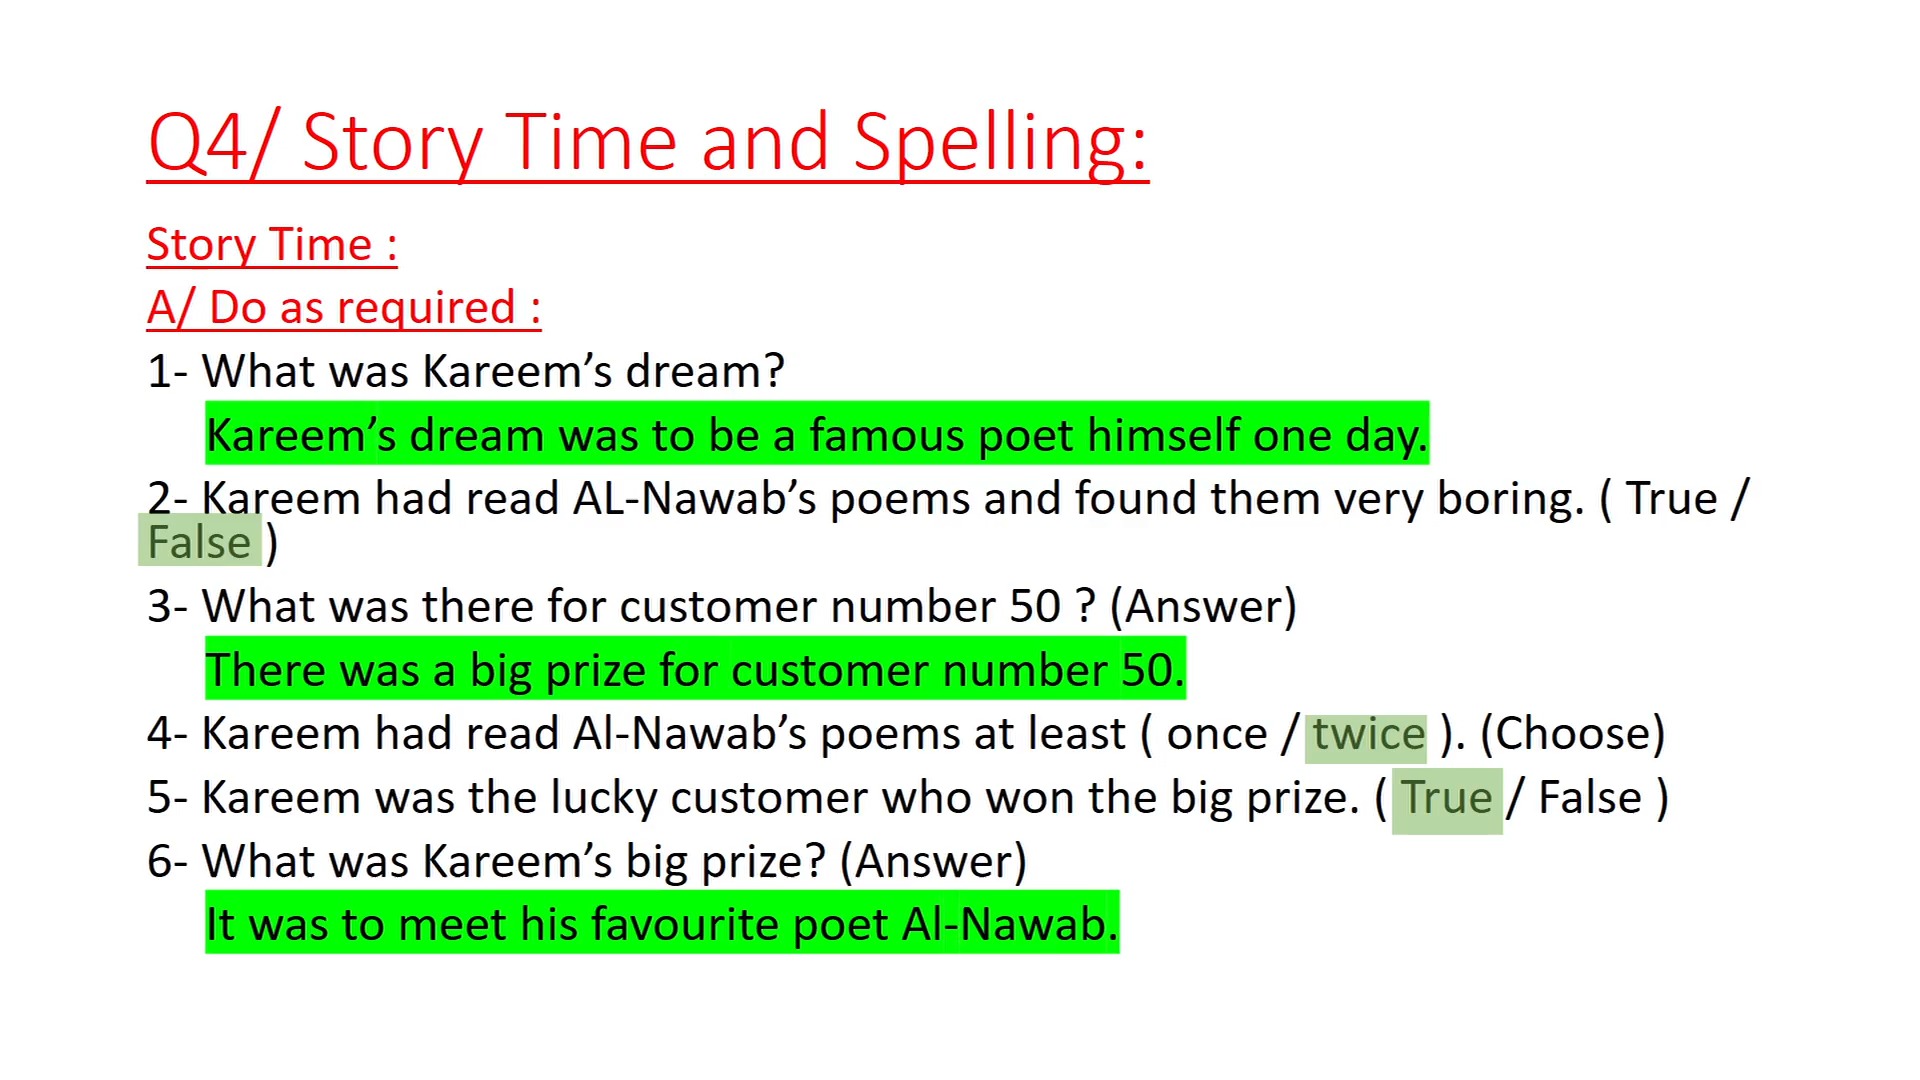 Q4/ Story Time and Spelling:
Story Time :
A/ Do as required :
1- What was Kareem’s dream?
Kareem’s dream was to be a famous poet himself one day.
2- Kareem had read AL-Nawab’s poems and found them very boring. ( True /
False )
3- What was there for customer number 50 ? (Answer)
There was a big prize for customer number 50.
4- Kareem had read Al-Nawab’s poems at least ( once / twice ). (Choose)
5- Kareem was the lucky customer who won the big prize. ( True / False )
6- What was Kareem’s big prize? (Answer)
It was to meet his favourite poet Al-Nawab.